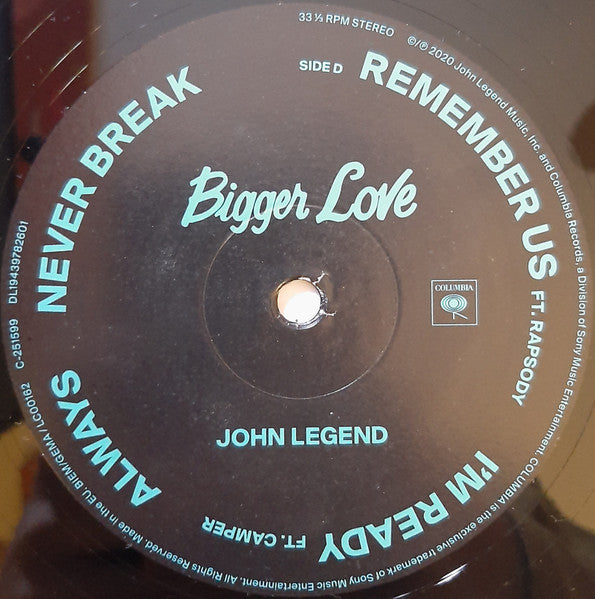 33 ⅓ RPM STEREO
SIDE D
REMEMBER US FT. RAPSODY
I'M READY FT. CAMPER
ALWAYS
NEVER BREAK
Bigger Love
COLUMBIA
JOHN LEGEND
©/℗ 2020 John Legend Music, Inc. and Columbia Records, a Division of Sony Music Entertainment. COLUMBIA is the exclusive trademark of Sony Music Entertainment. All Rights Reserved. Made in the EU. BIEM/GEMA / LC00162 C-251599 DL19439782601